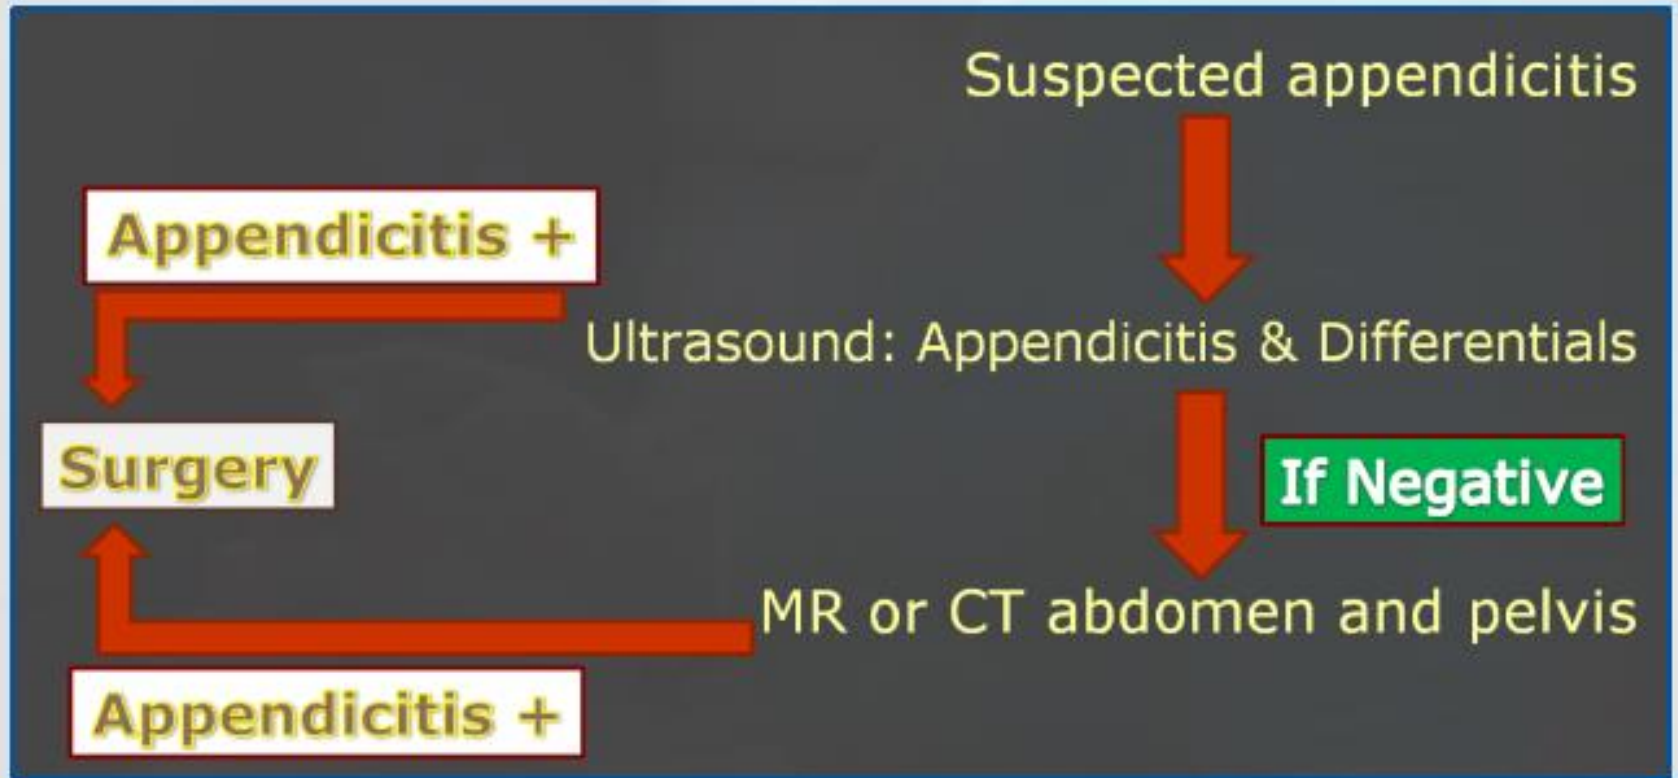 Suspected appendicitis
Appendicitis +
Ultrasound: Appendicitis & Differentials
Surgery
If Negative
MR or CT abdomen and pelvis
Appendicitis +